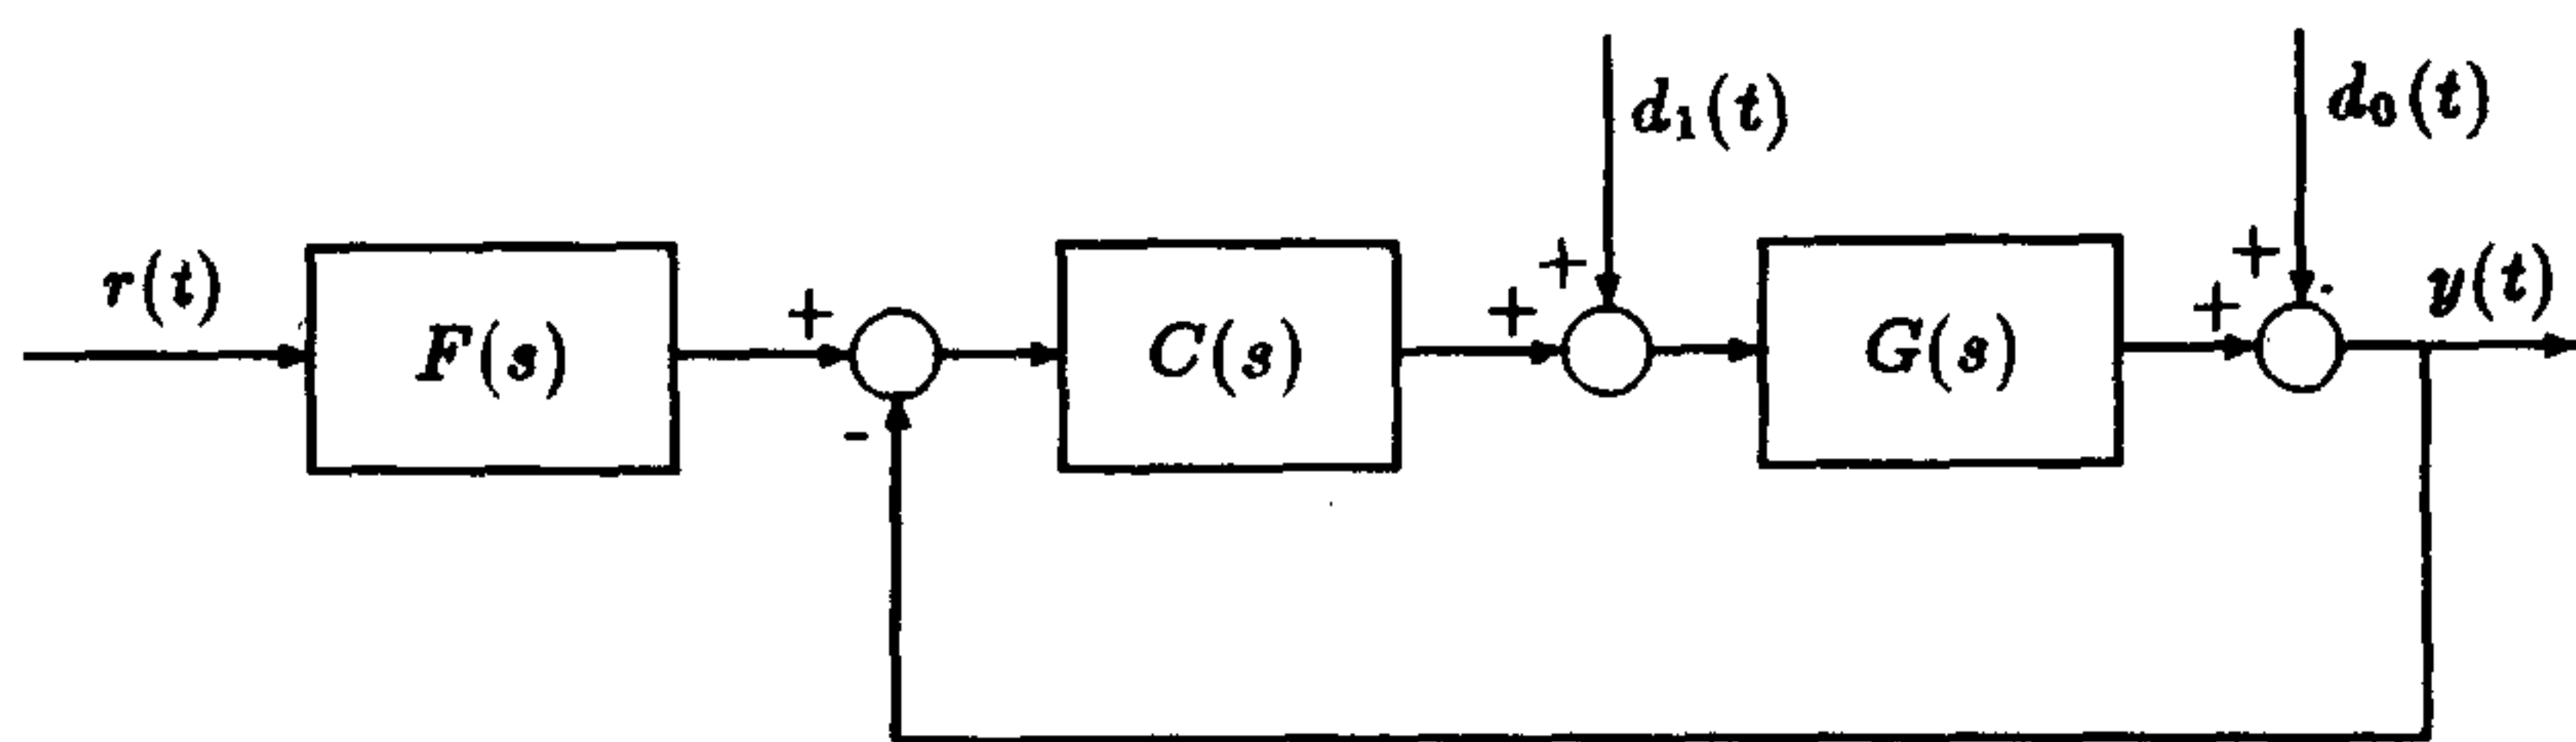 r(t)
F(s)
+
-
C(s)
+
+
d₁(t)
G(s)
+
+
d₀(t)
y(t)